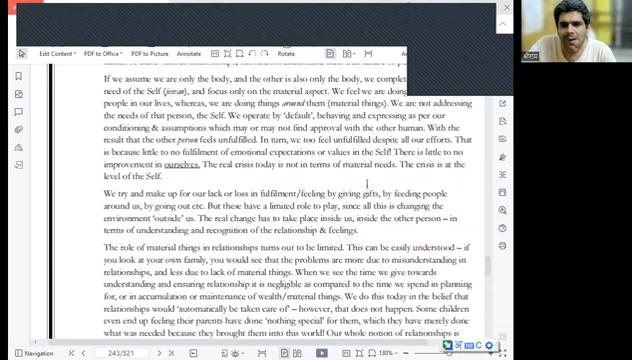 श्रीराम
Edit Content PDF to Office PDF to Picture Annotate Rotate
If we assume we are only the body, and the other is also only the body, we complet
need of the Self (jeevan), and focus only on the material aspect. We feel we are doing
people in our lives, whereas, we are doing things around them (material things). We are not addressing
the needs of that person, the Self. We operate by 'default', behaving and expressing as per our
conditioning & assumptions which may or may not find approval with the other human. With the
result that the other person feels unfulfilled. In turn, we too feel unfulfilled despite all our efforts. That
is because little to no fulfilment of emotional expectations or values in the Self! There is little to no
improvement in ourselves. The real crisis today is not in terms of material needs. The crisis is at the
level of the Self.
We try and make up for our lack or loss in fulfilment/feeling by giving gifts, by feeding people
around us, by going out etc. But these have a limited role to play, since all this is changing the
environment 'outside' us. The real change has to take place inside us, inside the other person – in
terms of understanding and recognition of the relationship & feelings.
The role of material things in relationships turns out to be limited. This can be easily understood – if
you look at your own family, you would see that the problems are more due to misunderstanding in
relationships, and less due to lack of material things. When we see the time we give towards
understanding and ensuring relationship it is negligible as compared to the time we spend in planning
for, or in accumulation or maintenance of wealth/material things. We do this today in the belief that
relationships would 'automatically be taken care of' – however, that does not happen. Some children
even end up feeling their parents have done 'nothing special' for them, which they have merely done
what was needed because they brought them into this world! Our whole notion of relationships is
Navigation 243/321 130%